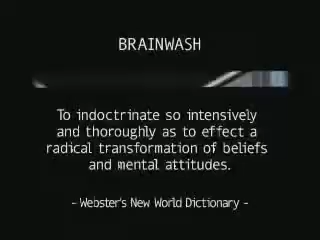 BRAINWASH
To indoctrinate so intensively
and thoroughly as to effect a
radical transformation of beliefs
and mental attitudes.
- Webster's New World Dictionary -